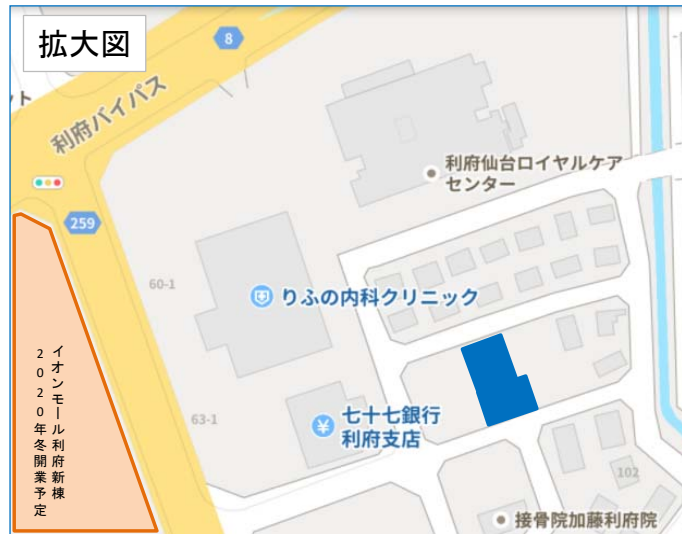 拡大図
8
ト
利府バイパス
利府仙台ロイヤルケア
センター
259
60-1
りふの内科クリニック
イオンモール利府新棟
2020年冬開業予定
七十七銀行
利府支店
63-1
102
接骨院加藤利府院